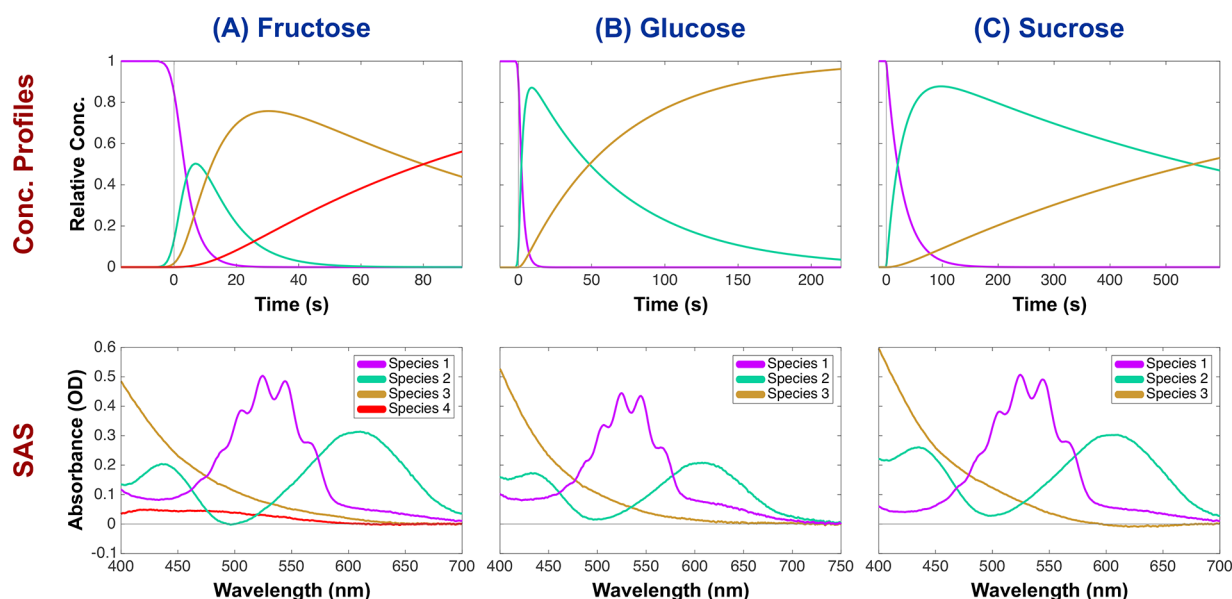 (A) Fructose
(B) Glucose
(C) Sucrose
Conc. Profiles
Relative Conc.
1
0.8
0.6
0.4
0.2
0
0 20 40 60 80
Time (s)
0 50 100 150 200
Time (s)
0 100 200 300 400 500
Time (s)
SAS
Absorbance (OD)
0.6
0.5
0.4
0.3
0.2
0.1
0
-0.1
Species 1
Species 2
Species 3
Species 4
400 450 500 550 600 650 700
Wavelength (nm)
Species 1
Species 2
Species 3
400 450 500 550 600 650 700 750
Wavelength (nm)
Species 1
Species 2
Species 3
400 450 500 550 600 650 700
Wavelength (nm)